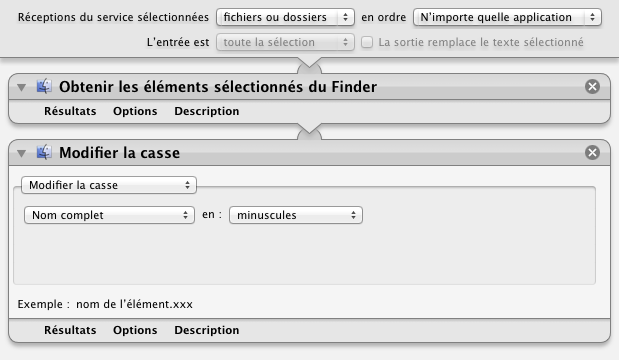 Réceptions du service sélectionnées fichiers ou dossiers en ordre N'importe quelle application
L'entrée est toute la sélection La sortie remplace le texte sélectionné
Obtenir les éléments sélectionnés du Finder
Résultats Options Description
Modifier la casse
Modifier la casse
Nom complet en : minuscules
Exemple : nom de l'élément.xxx
Résultats Options Description